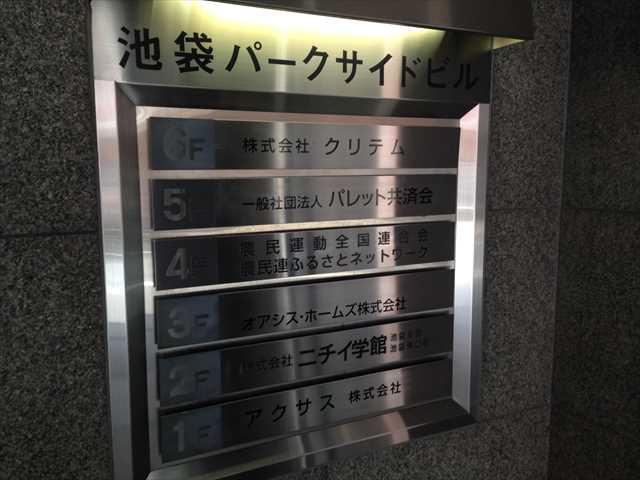 池袋パークサイドビル
6F 株式会社 クリテム
5F 一般社団法人 パレット共済会
4F 農民運動全国連合会
農民連ふるさとネットワーク
3F オアシス・ホームズ株式会社
2F 株式会社 ニチイ学館
1F アクサス 株式会社